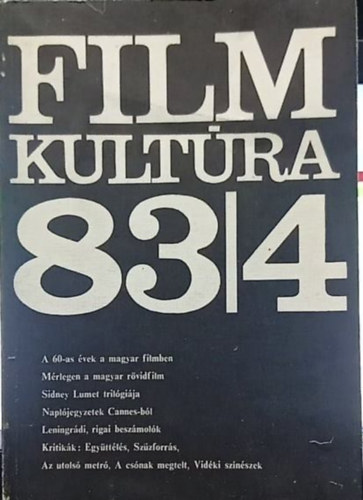 FILM
KULTÚRA
83|4
A 60-as évek a magyar filmben
Mérlegen a magyar rövidfilm
Sidney Lumet trilógiája
Naplójegyzetek Cannes-ból
Leningrádi, rigai beszámolók
Kritikák: Együttélés, Szűzforrás,
Az utolsó metró, A csónak megtelt, Vidéki színészek